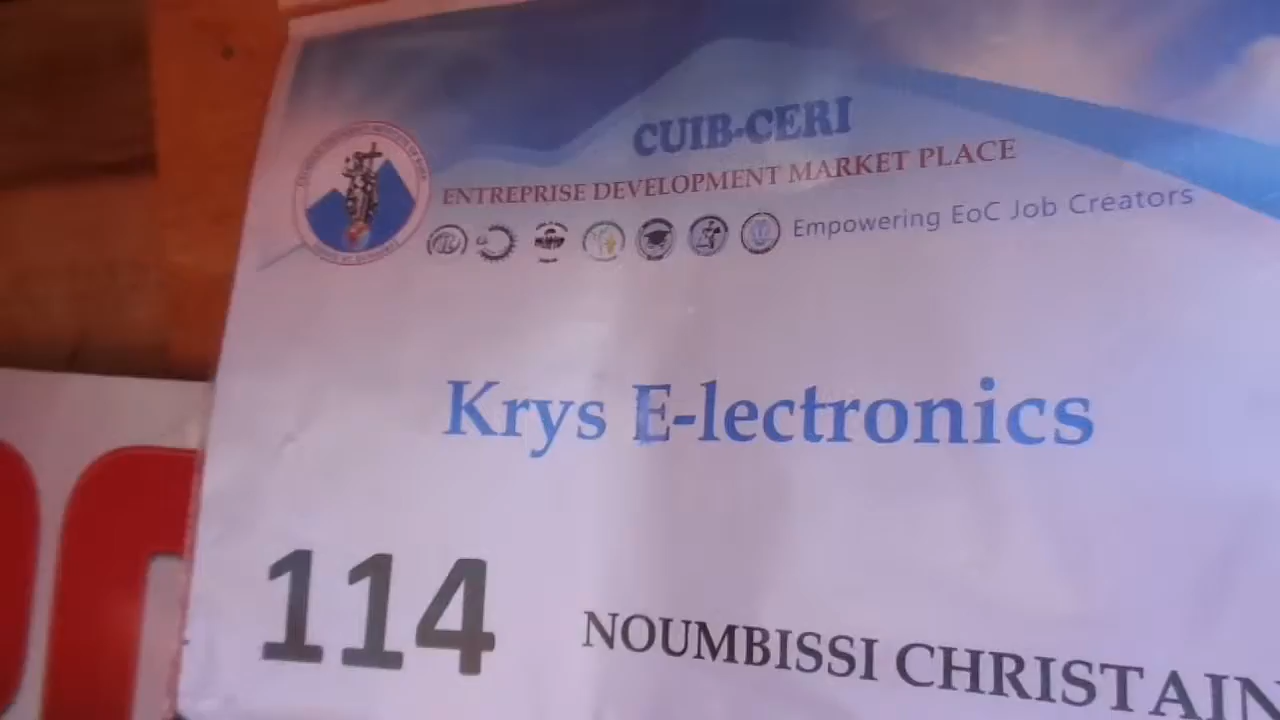 CUIB-CERI
ENTREPRISE DEVELOPMENT MARKET PLACE
Empowering EoC Job Creators
Krys E-lectronics
114
NOUMBISSI CHRISTAIN